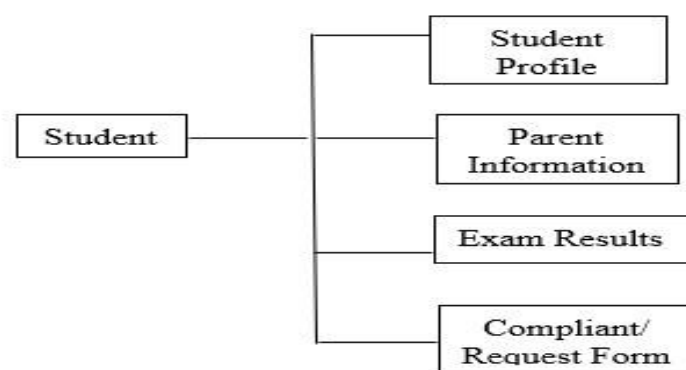 Student
Profile
Student
Parent
Information
Exam Results
Compliant/
Request Form